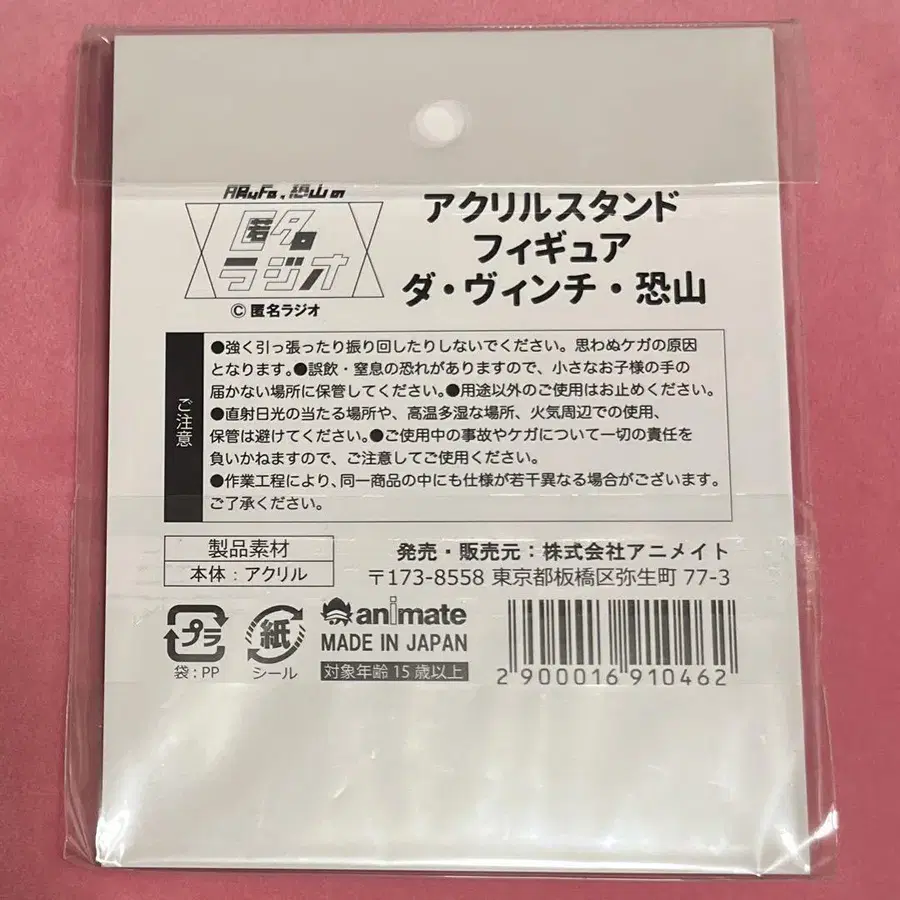 ARuFa、恐山の
匿名
ラジオ
© 匿名ラジオ
アクリルスタンド
フィギュア
ダ・ヴィンチ・恐山
ご注意
●強く引っ張ったり振り回したりしないでください。思わぬケガの原因
となります。●誤飲・窒息の恐れがありますので、小さなお子様の手の
届かない場所に保管してください。●用途以外のご使用はお止めください。
●直射日光の当たる場所や、高温多湿な場所、火気周辺での使用、
保管は避けてください。●ご使用中の事故やケガについて一切の責任を
負いかねますので、ご注意してご使用ください。
●作業工程により、同一商品の中にも仕様が若干異なる場合がございます。
ご了承ください。
製品素材
本体：アクリル
発売・販売元：株式会社アニメイト
〒173-8558 東京都板橋区弥生町 77-3
プラ
袋：PP
紙
シール
animate
MADE IN JAPAN
対象年齢 15 歳以上
2 900016 910462